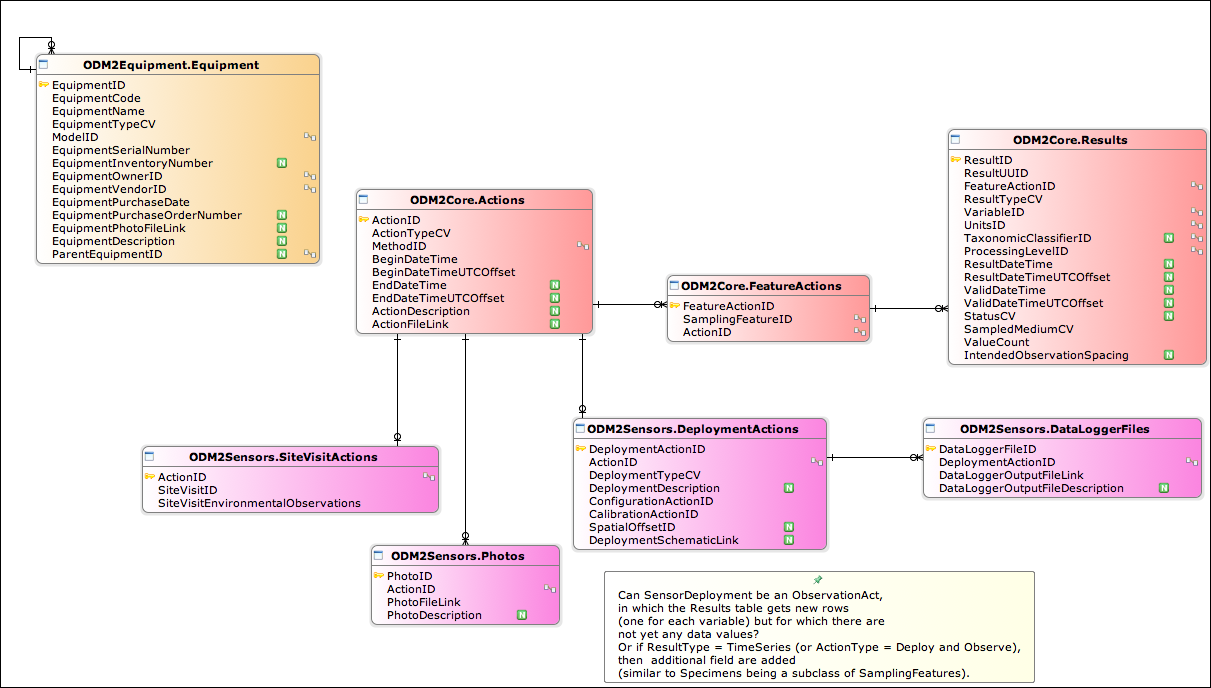 ODM2Equipment.Equipment
EquipmentID
EquipmentCode
EquipmentName
EquipmentTypeCV
ModelID
EquipmentSerialNumber
EquipmentInventoryNumber N
EquipmentOwnerID
EquipmentVendorID
EquipmentPurchaseDate
EquipmentPurchaseOrderNumber N
EquipmentPhotoFileLink N
EquipmentDescription N
ParentEquipmentID N
ODM2Core.Actions
ActionID
ActionTypeCV
MethodID
BeginDateTime
BeginDateTimeUTCOffset
EndDateTime N
EndDateTimeUTCOffset N
ActionDescription N
ActionFileLink N
ODM2Core.FeatureActions
FeatureActionID
SamplingFeatureID
ActionID
ODM2Core.Results
ResultID
ResultUUID
FeatureActionID
ResultTypeCV
VariableID
UnitsID
TaxonomicClassifierID N
ProcessingLevelID
ResultDateTime N
ResultDateTimeUTCOffset N
ValidDateTime N
ValidDateTimeUTCOffset N
StatusCV N
SampledMediumCV
ValueCount
IntendedObservationSpacing N
ODM2Sensors.SiteVisitActions
ActionID
SiteVisitID
SiteVisitEnvironmentalObservations
ODM2Sensors.DeploymentActions
DeploymentActionID
ActionID
DeploymentTypeCV
DeploymentDescription N
ConfigurationActionID
CalibrationActionID
SpatialOffsetID N
DeploymentSchematicLink N
ODM2Sensors.DataLoggerFiles
DataLoggerFileID
DeploymentActionID
DataLoggerOutputFileLink
DataLoggerOutputFileDescription N
ODM2Sensors.Photos
PhotoID
ActionID
PhotoFileLink
PhotoDescription N
Can SensorDeployment be an ObservationAct,
in which the Results table gets new rows
(one for each variable) but for which there are
not yet any data values?
Or if ResultType = TimeSeries (or ActionType = Deploy and Observe),
then additional field are added
(similar to Specimens being a subclass of SamplingFeatures).